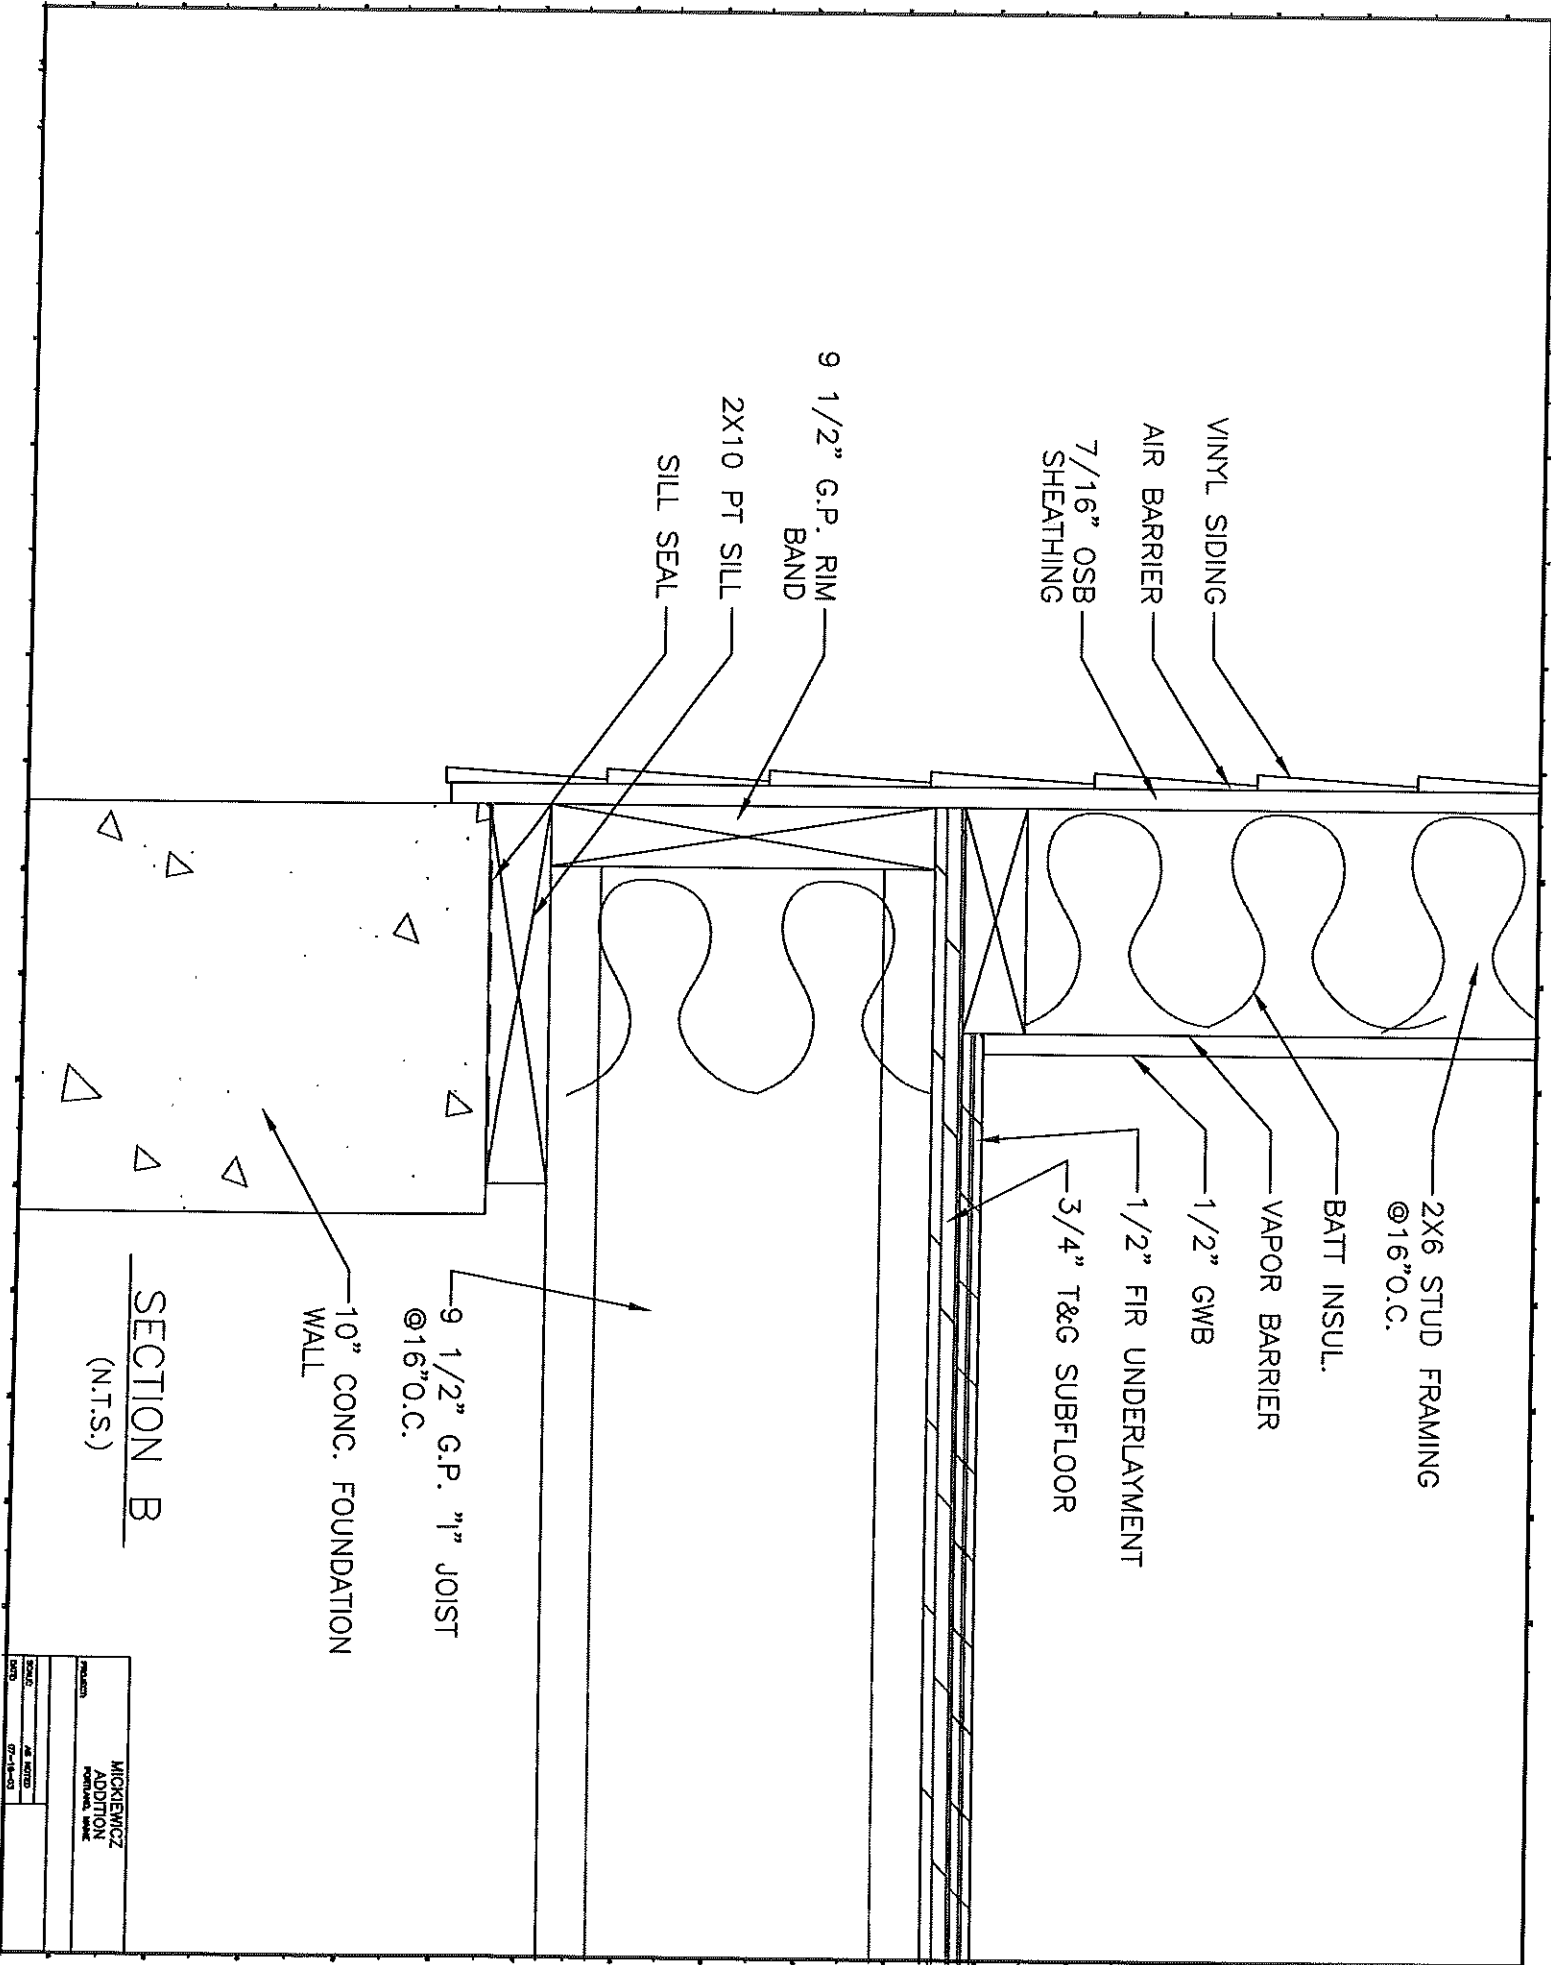 VINYL SIDING
AIR BARRIER
7/16" OSB
SHEATHING
9 1/2" G.P. RIM
BAND
2X10 PT SILL
SILL SEAL
2X6 STUD FRAMING
@16"O.C.
BATT INSUL.
VAPOR BARRIER
1/2" GWB
1/2" FIR UNDERLAYMENT
3/4" T&G SUBFLOOR
9 1/2" G.P. "I" JOIST
@16"O.C.
10" CONC. FOUNDATION
WALL
SECTION B
(N.T.S.)
PROJECT:
MICKIEWICZ
ADDITION
PORTLAND, MAINE
SCALE: AS NOTED
DATE: